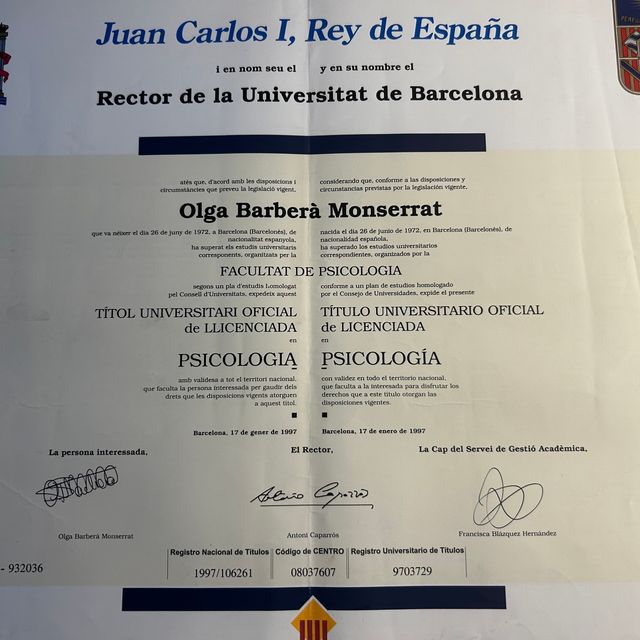 Juan Carlos I, Rey de España
i en nom seu el y en su nombre el
Rector de la Universitat de Barcelona
atès que, d'acord amb les disposicions i
circumstàncies que preveu la legislació vigent,
considerando que, conforme a las disposiciones y
circunstancias previstas por la legislación vigente,
Olga Barberà Monserrat
que va néixer el dia 26 de juny de 1972, a Barcelona (Barcelonès), de
nacionalitat espanyola,
ha superat els estudis universitaris
corresponents, organitzats per la
nacida el día 26 de junio de 1972, en Barcelona (Barcelonès), de
nacionalidad española,
ha superado los estudios universitarios
correspondientes, organizados por la
FACULTAT DE PSICOLOGIA
segons un pla d'estudis homologat
pel Consell d'Universitats, expedeix aquest
conforme a un plan de estudios homologado
por el Consejo de Universidades, expide el presente
TÍTOL UNIVERSITARI OFICIAL
de LLICENCIADA
en
PSICOLOGIA
TÍTULO UNIVERSITARIO OFICIAL
de LICENCIADA
en
PSICOLOGÍA
amb validesa a tot el territori nacional,
que faculta la persona interessada per gaudir dels
drets que les disposicions vigents atorguen
a aquest títol.
con validez en todo el territorio nacional,
que faculta a la interesada para disfrutar los
derechos que a este título otorgan las
disposiciones vigentes.
Barcelona, 17 de gener de 1997
Barcelona, 17 de enero de 1997
La persona interessada,
El Rector,
La Cap del Servei de Gestió Acadèmica,
Antonio Caparros
Olga Barberà Monserrat
Antoni Caparrós
Francisca Blázquez Hernández
- 932036
Registro Nacional de Títulos Código de CENTRO Registro Universitario de Títulos
1997/106261 08037607 9703729